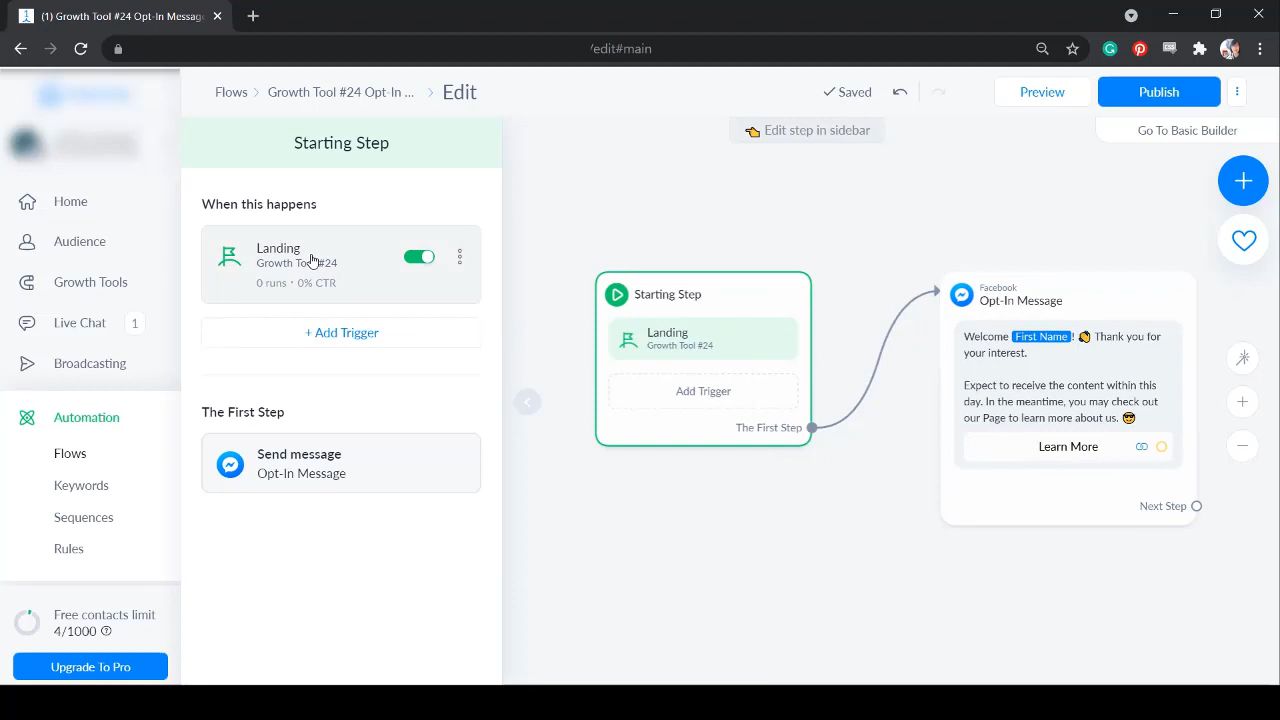 (1) Growth Tool #24 Opt-In Message
/edit#main
Flows > Growth Tool #24 Opt-In ... > Edit
Saved
Preview
Publish
Starting Step
Edit step in sidebar
Go To Basic Builder
When this happens
Landing
Growth Tool #24
0 runs • 0% CTR
+ Add Trigger
The First Step
Send message
Opt-In Message
Home
Audience
Growth Tools
Live Chat 1
Broadcasting
Automation
Flows
Keywords
Sequences
Rules
Free contacts limit
4/1000
Upgrade To Pro
Starting Step
Landing
Growth Tool #24
Add Trigger
The First Step
Facebook
Opt-In Message
Welcome First Name ! 👏 Thank you for
your interest.
Expect to receive the content within this
day. In the meantime, you may check out
our Page to learn more about us. 😎
Learn More
Next Step